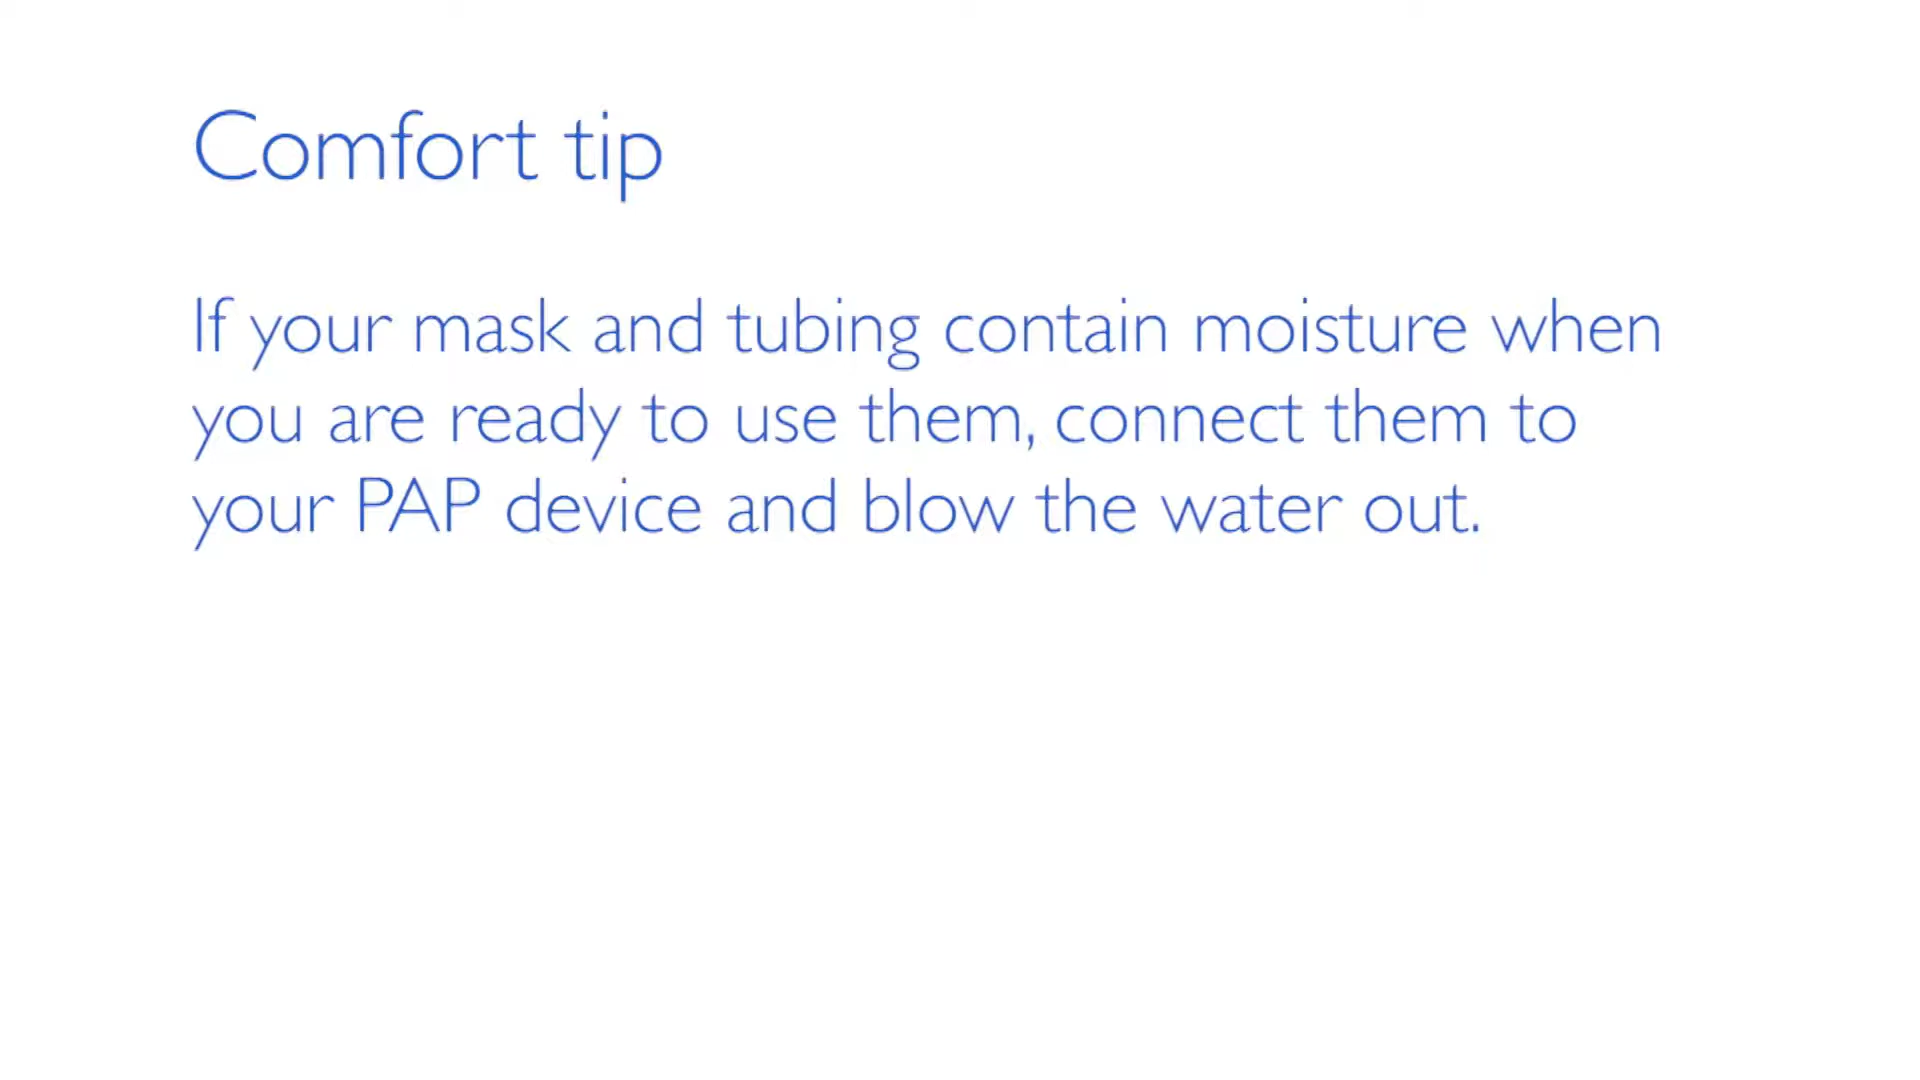 Comfort tip
If your mask and tubing contain moisture when
you are ready to use them, connect them to
your PAP device and blow the water out.